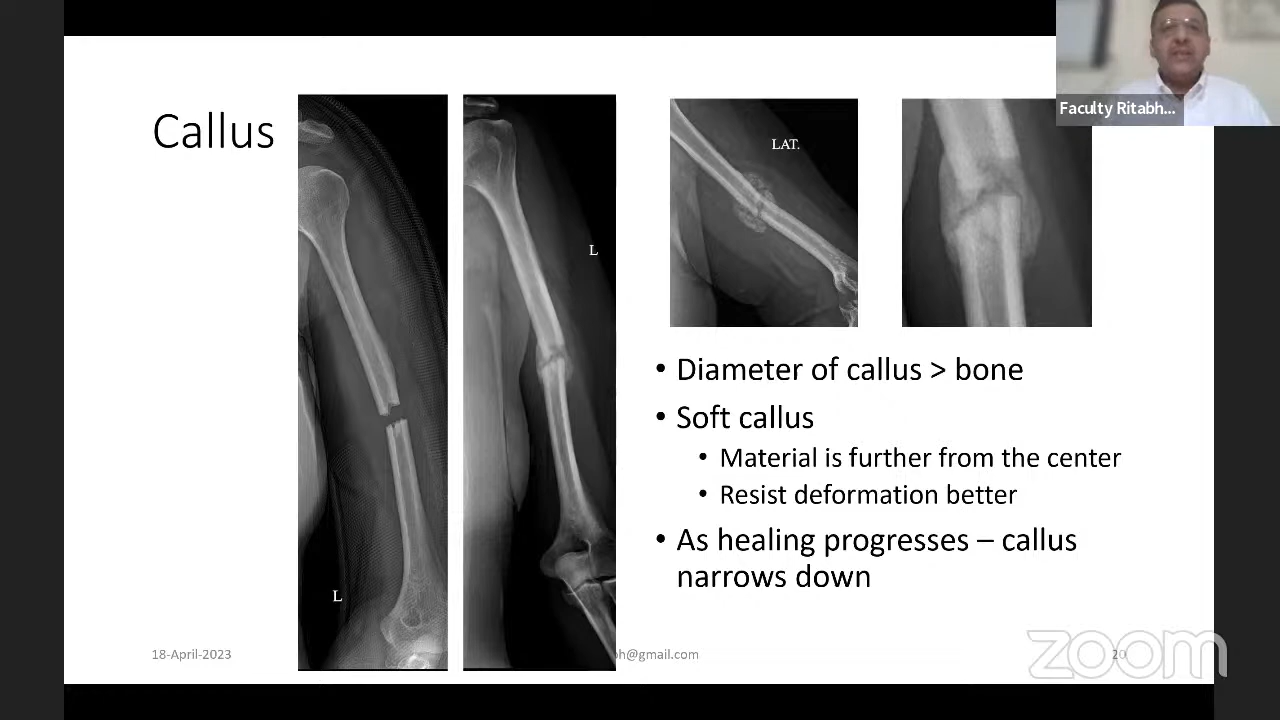 Faculty Ritabh...
Callus
LAT.
L
L
• Diameter of callus > bone
• Soft callus
• Material is further from the center
• Resist deformation better
• As healing progresses – callus
narrows down
18-April-2023
h@gmail.com
20
zoom